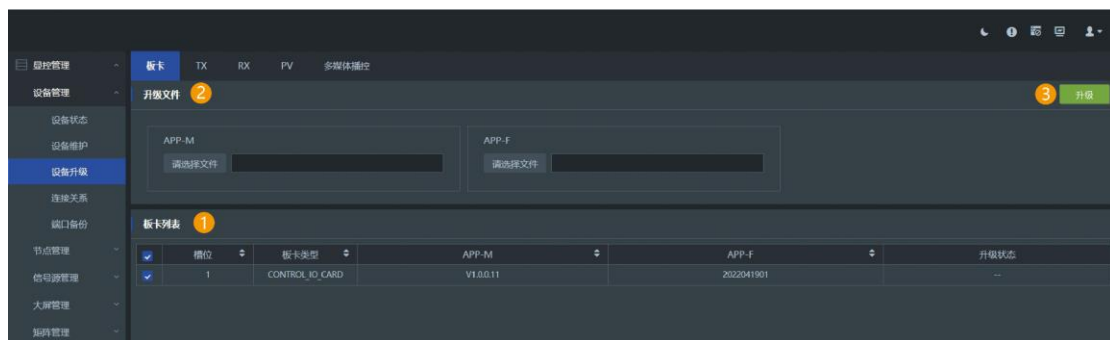 显控管理
设备管理
设备状态
设备维护
设备升级
连接关系
端口备份
节点管理
信号源管理
大屏管理
矩阵管理
板卡 TX RX PV 多媒体播控
升级文件 2
3 升级
APP-M APP-F
请选择文件 请选择文件
板卡列表 1
槽位 板卡类型 APP-M APP-F 升级状态
1 CONTROL_IO_CARD V1.0.0.11 2022041901 --